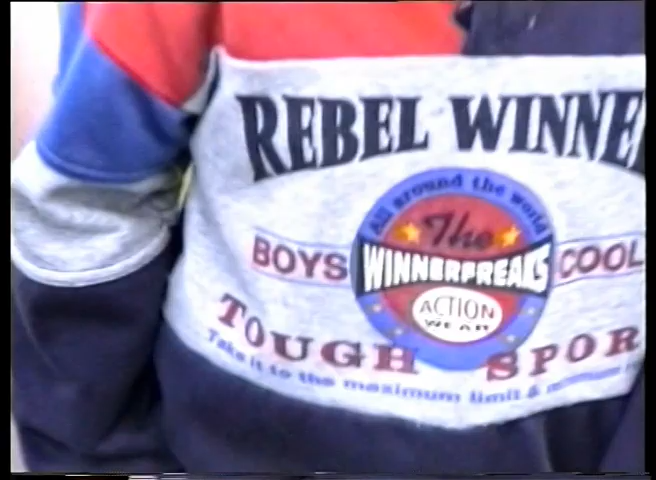 REBEL WINNE
All around the world
The
BOYS WINNERFREAKS COOL
ACTION
WEAR
TOUGH SPOR
Take it to the maximum limit &